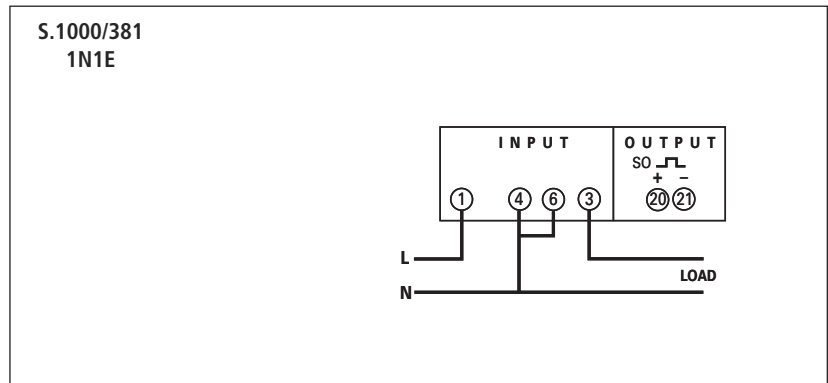 S.1000/381
1N1E
INPUT
OUTPUT
SO
+ −
1 4 6 3
20 21
L
LOAD
N